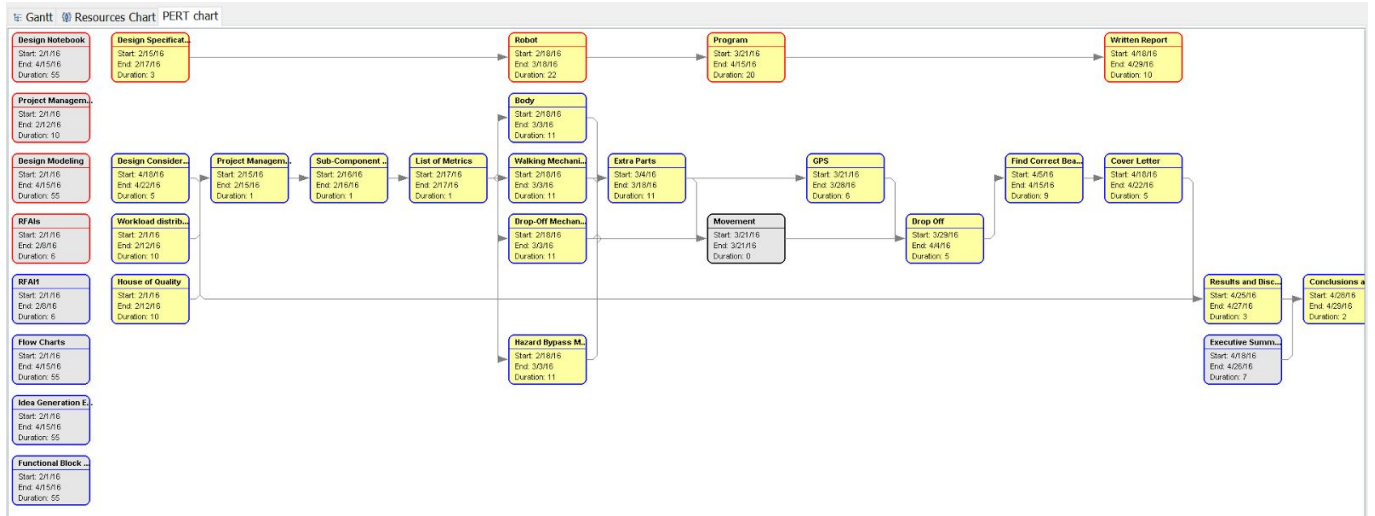 Gantt
Resources Chart
PERT chart
Design Notebook
Start: 2/1/16
End: 4/15/16
Duration: 55
Design Specificat...
Start: 2/15/16
End: 2/17/16
Duration: 3
Robot
Start: 2/18/16
End: 3/18/16
Duration: 22
Program
Start: 3/21/16
End: 4/15/16
Duration: 20
Written Report
Start: 4/18/16
End: 4/29/16
Duration: 10
Project Managem...
Start: 2/1/16
End: 2/12/16
Duration: 10
Body
Start: 2/18/16
End: 3/3/16
Duration: 11
Design Modeling
Start: 2/1/16
End: 4/15/16
Duration: 55
Design Consider...
Start: 4/18/16
End: 4/22/16
Duration: 5
Project Managem...
Start: 2/15/16
End: 2/15/16
Duration: 1
Sub-Component ...
Start: 2/16/16
End: 2/16/16
Duration: 1
List of Metrics
Start: 2/17/16
End: 2/17/16
Duration: 1
Walking Mechani...
Start: 2/18/16
End: 3/3/16
Duration: 11
Extra Parts
Start: 3/4/16
End: 3/18/16
Duration: 11
GPS
Start: 3/21/16
End: 3/28/16
Duration: 6
Find Correct Bea...
Start: 4/5/16
End: 4/15/16
Duration: 9
Cover Letter
Start: 4/18/16
End: 4/22/16
Duration: 5
RFAIs
Start: 2/1/16
End: 2/8/16
Duration: 6
Workload distrib...
Start: 2/1/16
End: 2/12/16
Duration: 10
Drop-Off Mechan...
Start: 2/18/16
End: 3/3/16
Duration: 11
Movement
Start: 3/21/16
End: 3/21/16
Duration: 0
Drop Off
Start: 3/29/16
End: 4/4/16
Duration: 5
RFAI1
Start: 2/1/16
End: 2/8/16
Duration: 6
House of Quality
Start: 2/1/16
End: 2/12/16
Duration: 10
Results and Disc...
Start: 4/25/16
End: 4/27/16
Duration: 3
Conclusions a
Start: 4/28/16
End: 4/29/16
Duration: 2
Flow Charts
Start: 2/1/16
End: 4/15/16
Duration: 55
Hazard Bypass M...
Start: 2/18/16
End: 3/3/16
Duration: 11
Executive Summ...
Start: 4/18/16
End: 4/26/16
Duration: 7
Idea Generation E...
Start: 2/1/16
End: 4/15/16
Duration: 55
Functional Block ...
Start: 2/1/16
End: 4/15/16
Duration: 55